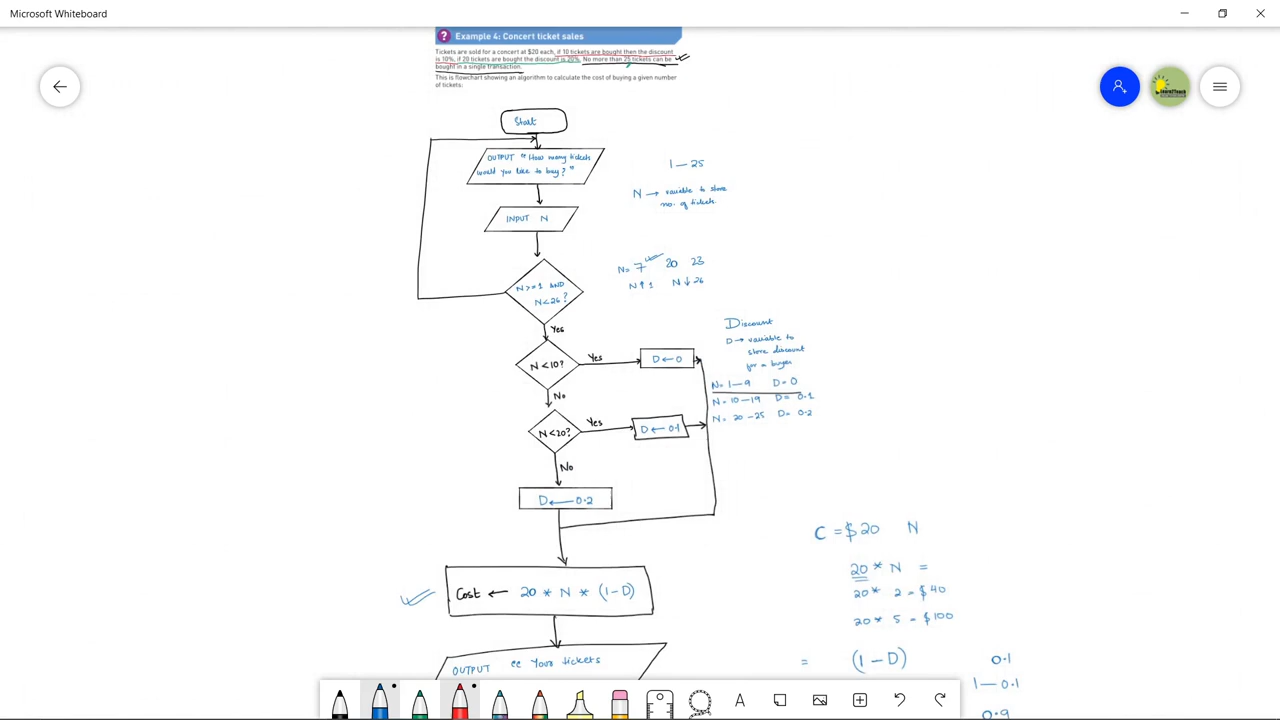 Microsoft Whiteboard
? Example 4: Concert ticket sales
Tickets are sold for a concert at $20 each, if 10 tickets are bought then the discount
is 10%, if 20 tickets are bought the discount is 20%. No more than 25 tickets can be
bought in a single transaction.
This is flowchart showing an algorithm to calculate the cost of buying a given number
of tickets:
Start
OUTPUT "How many tickets
would you like to buy?"
1 — 25
N → variable to store
no. of tickets.
INPUT N
N= 7 20 23
N↑1 N↓26
N>=1 AND
N<26?
Yes
Discount
D → variable to
store discount
for a buyer
N<10?
Yes
D ← 0
N= 1—9 D=0
N= 10—19 D= 0.1
N= 20-25 D= 0.2
No
N<20?
Yes
D ← 0.1
No
D ← 0.2
C = $20 N
20 * N =
20 * 2 = $40
20 * 5 = $100
Cost ← 20 * N * (1-D)
OUTPUT "Your tickets
= (1-D)
0.1
1-0.1
0.9
A